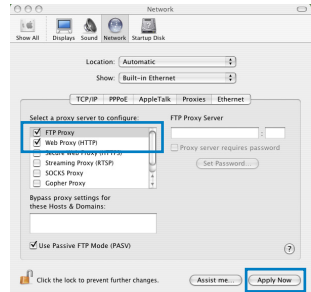 Network
Show All Displays Sound Network Startup Disk
Location: Automatic
Show: Built-in Ethernet
TCP/IP PPPoE AppleTalk Proxies Ethernet
Select a proxy server to configure:
FTP Proxy Server
FTP Proxy
Web Proxy (HTTP)
:
Secure Web Proxy (HTTPS)
Proxy server requires password
Streaming Proxy (RTSP)
Set Password...
SOCKS Proxy
Gopher Proxy
Bypass proxy settings for
these Hosts & Domains:
Use Passive FTP Mode (PASV)
?
Click the lock to prevent further changes.
Assist me...
Apply Now